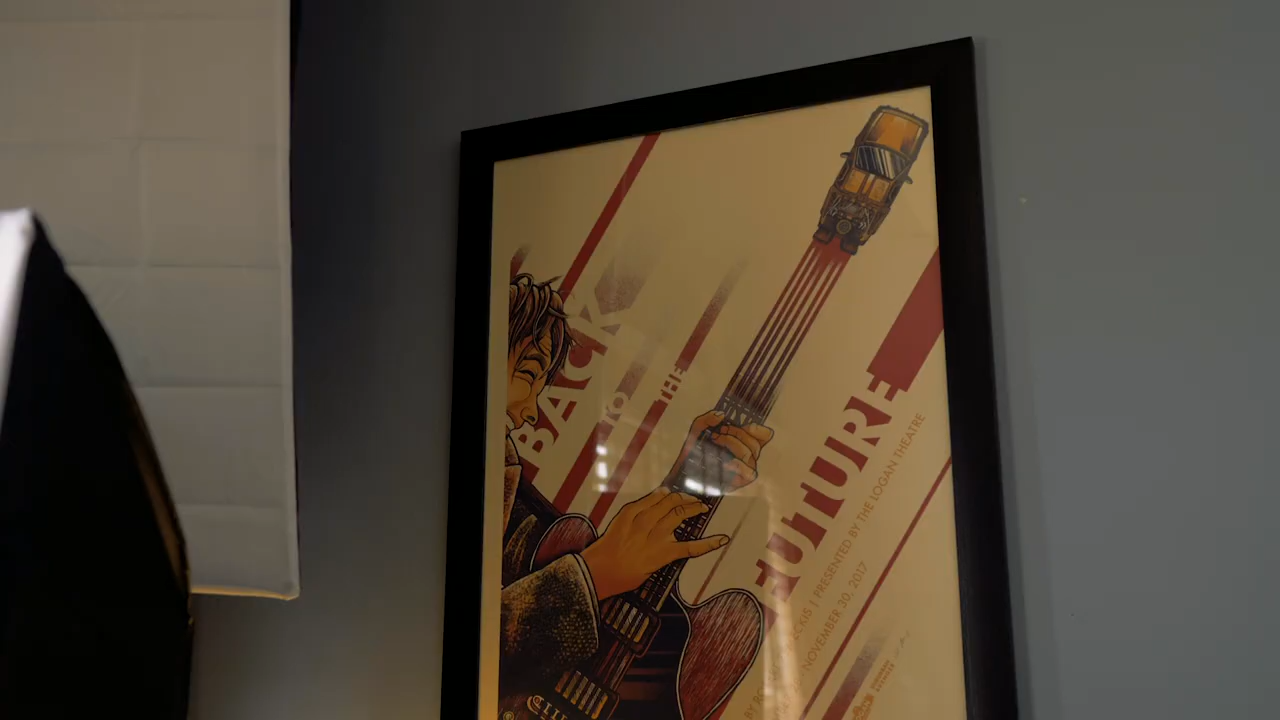 BACK
TO
THE
FUTURE
PRESENTED BY THE LOGAN THEATRE
NOVEMBER 30, 2017